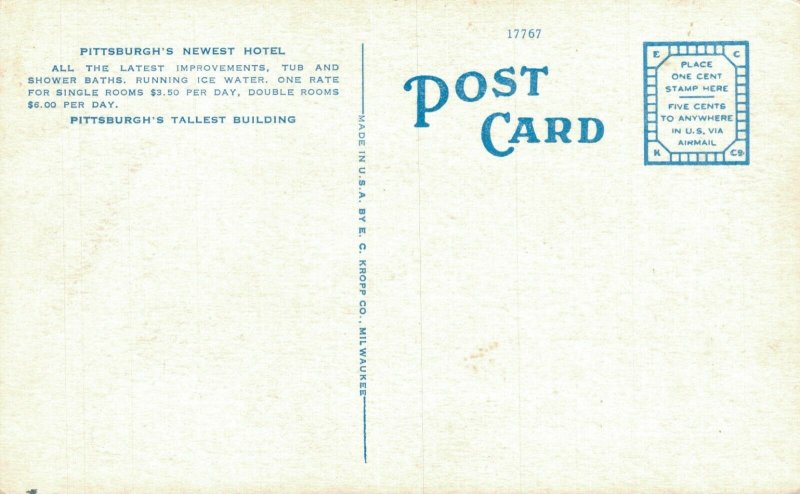 PITTSBURGH'S NEWEST HOTEL
ALL THE LATEST IMPROVEMENTS, TUB AND
SHOWER BATHS. RUNNING ICE WATER. ONE RATE
FOR SINGLE ROOMS $3.50 PER DAY, DOUBLE ROOMS
$6.00 PER DAY.
PITTSBURGH'S TALLEST BUILDING
MADE IN U.S.A. BY E. C. KROPP CO., MILWAUKEE
17767
POST
CARD
E C
PLACE
ONE CENT
STAMP HERE
FIVE CENTS
TO ANYWHERE
IN U.S. VIA
AIRMAIL
K CO